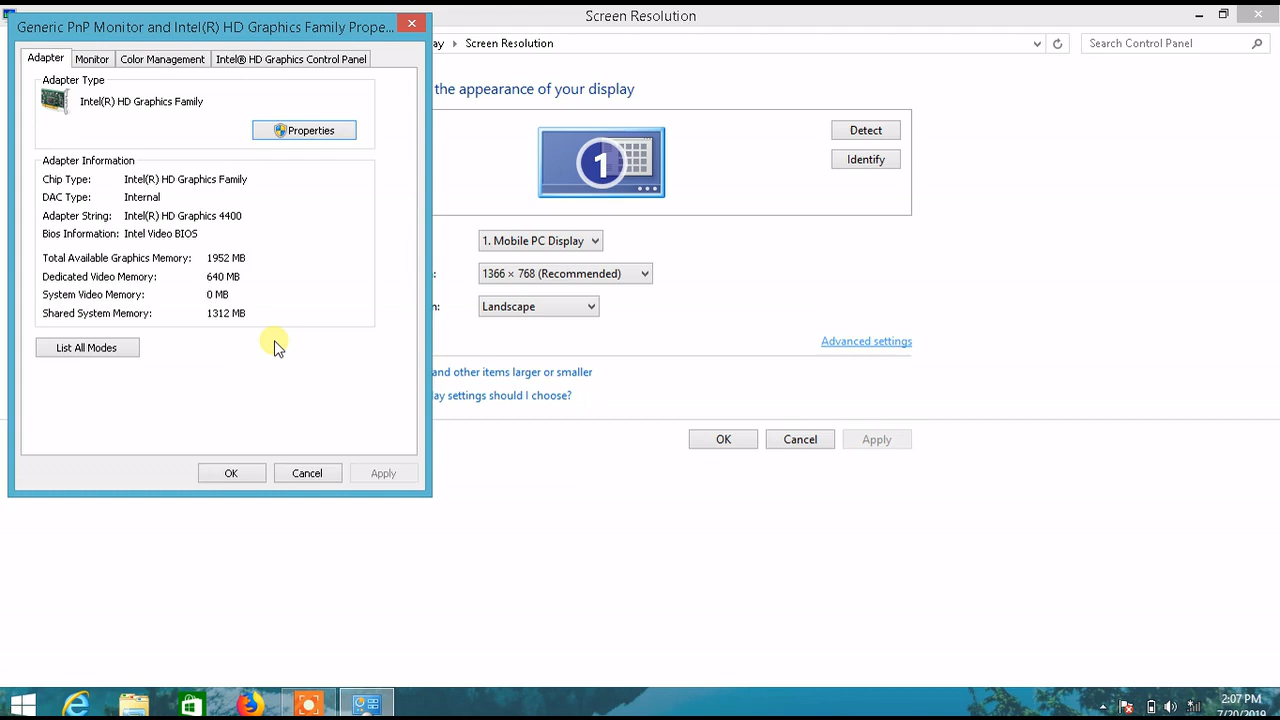 Screen Resolution
Generic PnP Monitor and Intel(R) HD Graphics Family Prope...
Adapter
Monitor
Color Management
Intel® HD Graphics Control Panel
Adapter Type
Intel(R) HD Graphics Family
Properties
Adapter Information
Chip Type: Intel(R) HD Graphics Family
DAC Type: Internal
Adapter String: Intel(R) HD Graphics 4400
Bios Information: Intel Video BIOS
Total Available Graphics Memory: 1952 MB
Dedicated Video Memory: 640 MB
System Video Memory: 0 MB
Shared System Memory: 1312 MB
List All Modes
OK
Cancel
Apply
ay
Screen Resolution
Search Control Panel
the appearance of your display
1
Detect
Identify
1. Mobile PC Display
: 1366 × 768 (Recommended)
n: Landscape
Advanced settings
and other items larger or smaller
lay settings should I choose?
OK
Cancel
Apply
2:07 PM
7/20/2019